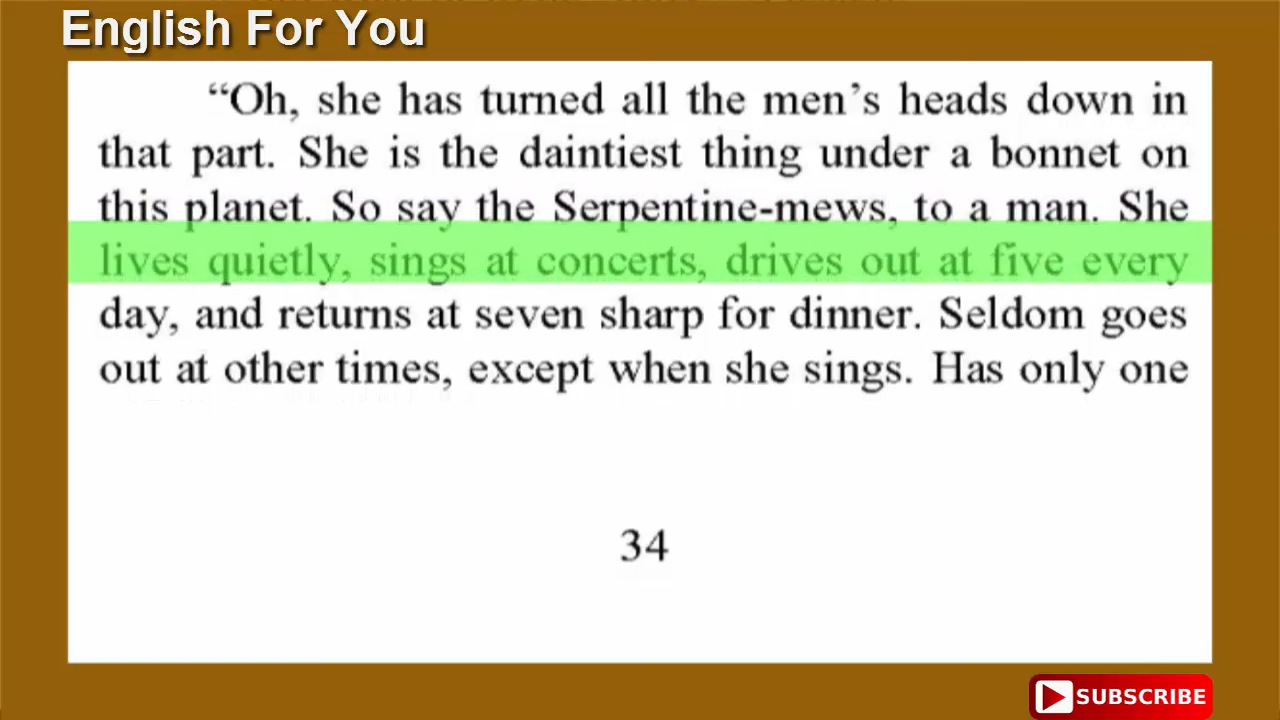 English For You
“Oh, she has turned all the men’s heads down in
that part. She is the daintiest thing under a bonnet on
this planet. So say the Serpentine-mews, to a man. She
lives quietly, sings at concerts, drives out at five every
day, and returns at seven sharp for dinner. Seldom goes
out at other times, except when she sings. Has only one
34
SUBSCRIBE